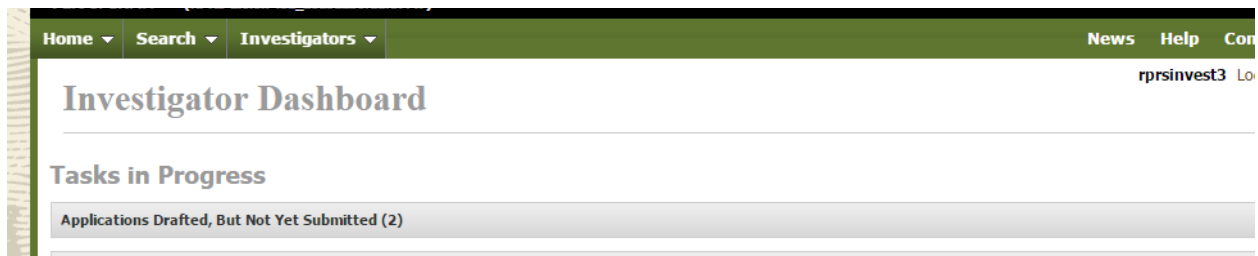 Home Search Investigators News Help
rprsinvest3
Investigator Dashboard
Tasks in Progress
Applications Drafted, But Not Yet Submitted (2)